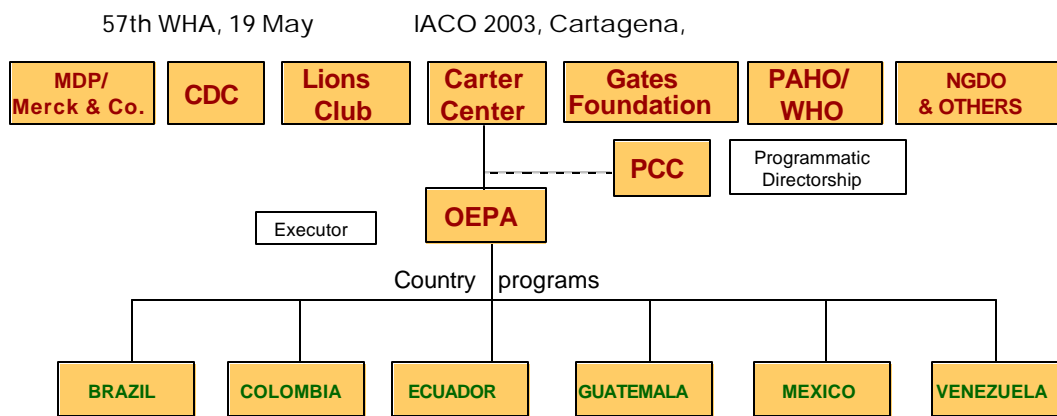 57th WHA, 19 May IACO 2003, Cartagena,
MDP/
Merck & Co.
CDC
Lions
Club
Carter
Center
Gates
Foundation
PAHO/
WHO
NGDO
& OTHERS
PCC
Programmatic
Directorship
OEPA
Executor
Country programs
BRAZIL
COLOMBIA
ECUADOR
GUATEMALA
MEXICO
VENEZUELA